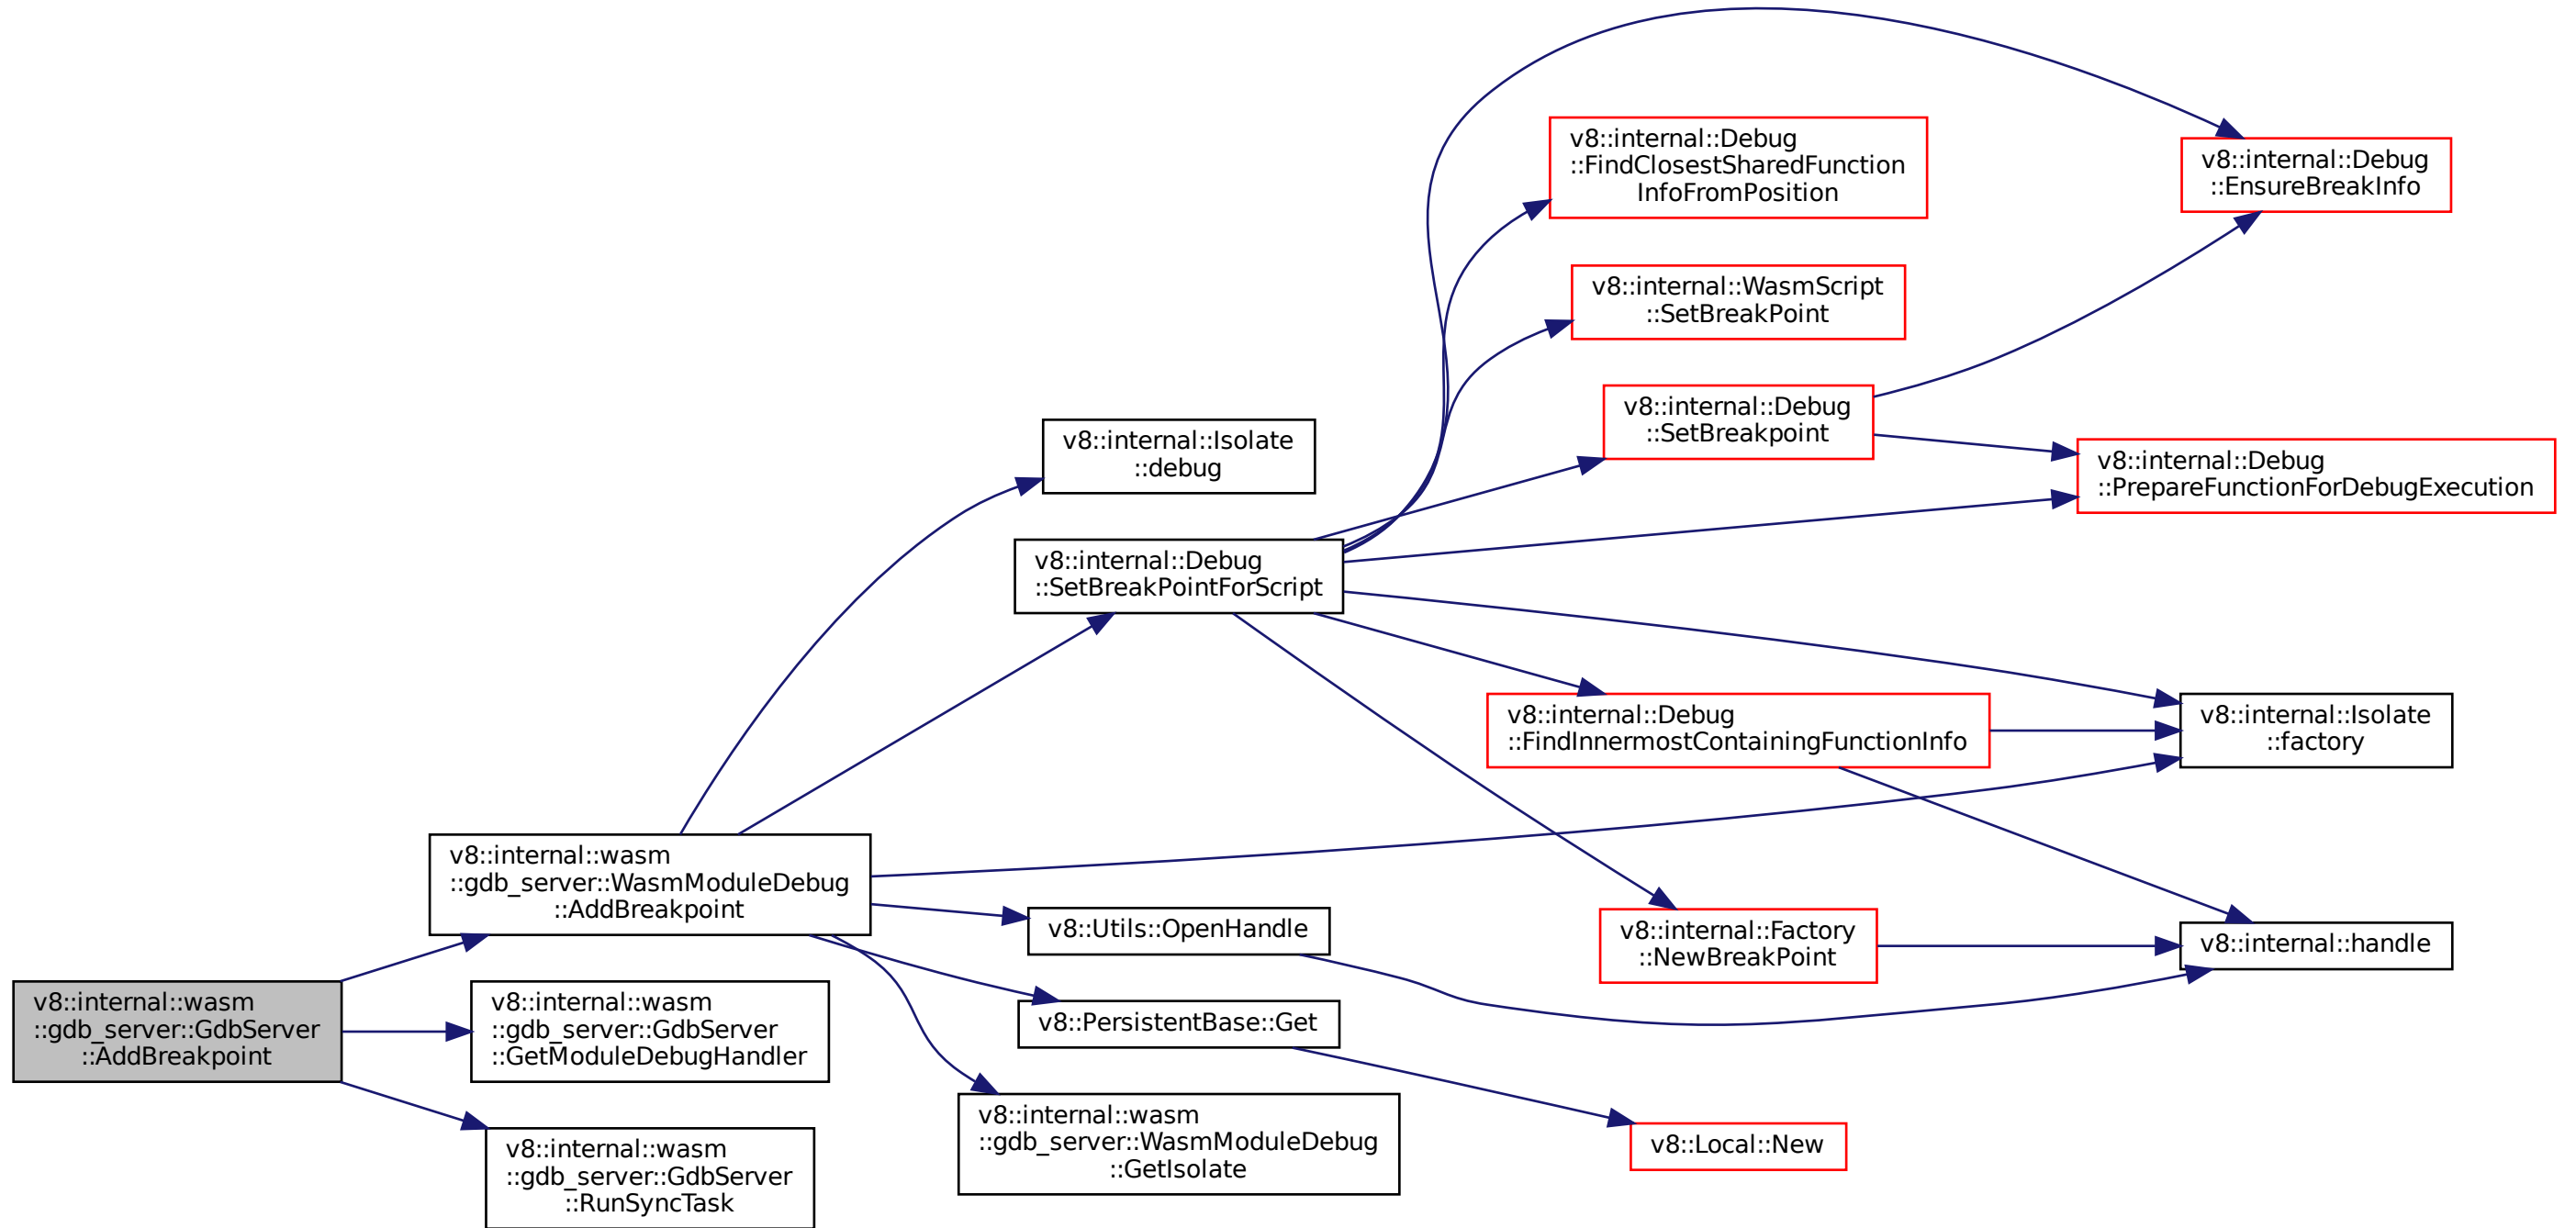 v8::internal::Debug
::FindClosestSharedFunction
InfoFromPosition
v8::internal::Debug
::EnsureBreakInfo
v8::internal::WasmScript
::SetBreakPoint
v8::internal::Debug
::SetBreakpoint
v8::internal::Isolate
::debug
v8::internal::Debug
::PrepareFunctionForDebugExecution
v8::internal::Debug
::SetBreakPointForScript
v8::internal::Debug
::FindInnermostContainingFunctionInfo
v8::internal::Isolate
::factory
v8::internal::wasm
::gdb_server::WasmModuleDebug
::AddBreakpoint
v8::Utils::OpenHandle
v8::internal::Factory
::NewBreakPoint
v8::internal::handle
v8::internal::wasm
::gdb_server::GdbServer
::AddBreakpoint
v8::internal::wasm
::gdb_server::GdbServer
::GetModuleDebugHandler
v8::PersistentBase::Get
v8::internal::wasm
::gdb_server::WasmModuleDebug
::GetIsolate
v8::Local::New
v8::internal::wasm
::gdb_server::GdbServer
::RunSyncTask